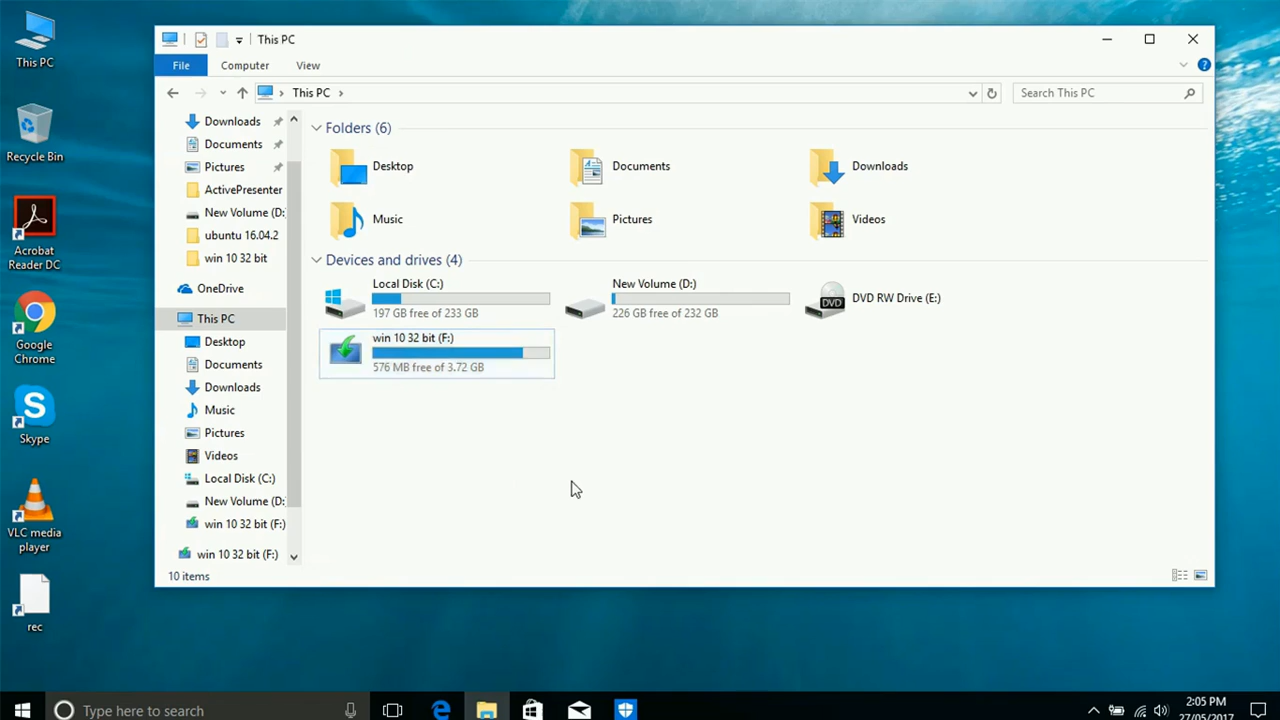 This PC
Recycle Bin
Acrobat
Reader DC
Google
Chrome
Skype
VLC media
player
rec
This PC
File
Computer
View
This PC
Search This PC
Downloads
Documents
Pictures
ActivePresenter
New Volume (D:
ubuntu 16.04.2
win 10 32 bit
OneDrive
This PC
Desktop
Documents
Downloads
Music
Pictures
Videos
Local Disk (C:)
New Volume (D:
win 10 32 bit (F:)
win 10 32 bit (F:)
Folders (6)
Desktop
Documents
Downloads
Music
Pictures
Videos
Devices and drives (4)
Local Disk (C:)
197 GB free of 233 GB
New Volume (D:)
226 GB free of 232 GB
DVD
DVD RW Drive (E:)
win 10 32 bit (F:)
576 MB free of 3.72 GB
10 items
Type here to search
2:05 PM
27/05/2017